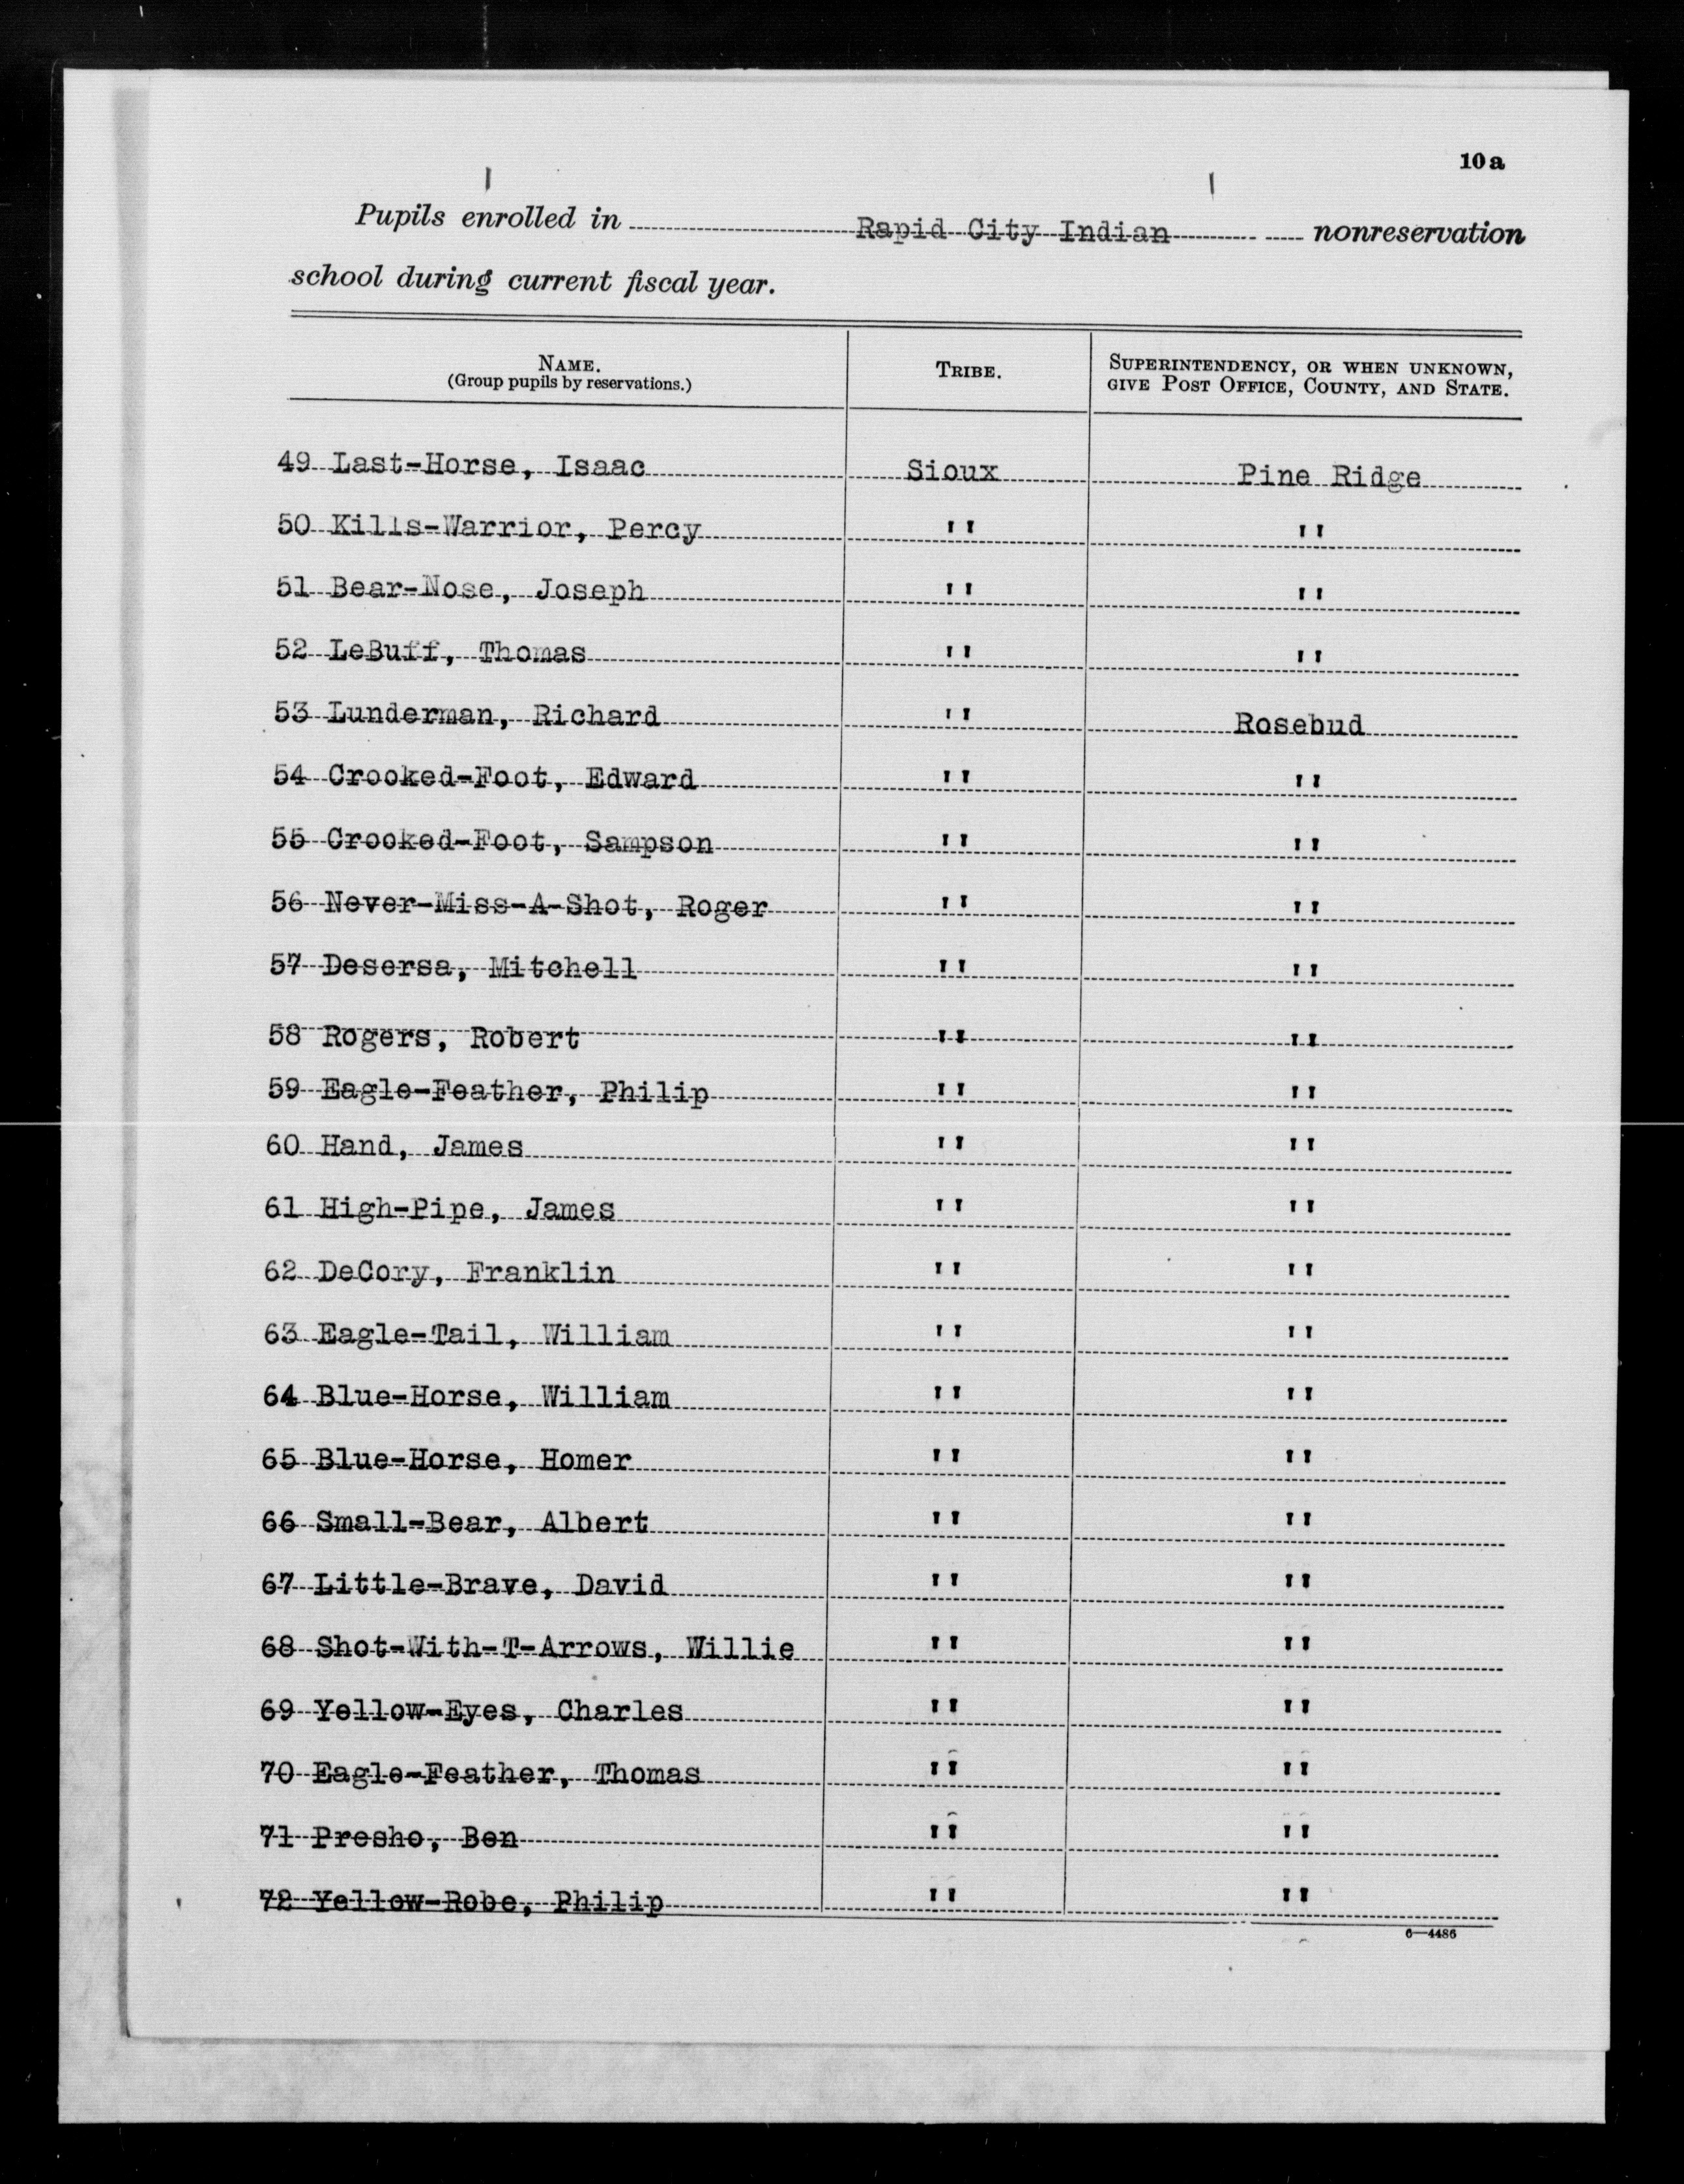 10a
Pupils enrolled in Rapid City Indian nonreservation
school during current fiscal year.
NAME. TRIBE. SUPERINTENDENCY, OR WHEN UNKNOWN,
(Group pupils by reservations.) GIVE POST OFFICE, COUNTY, AND STATE.
49 Last-Horse, Isaac Sioux Pine Ridge
50 Kills-Warrior, Percy " "
51 Bear-Nose, Joseph " "
52 LeBuff, Thomas " "
53 Lunderman, Richard " Rosebud
54 Crooked-Foot, Edward " "
55 Crooked-Foot, Sampson " "
56 Never-Miss-A-Shot, Roger " "
57 Desersa, Mitchell " "
58 Rogers, Robert " "
59 Eagle-Feather, Philip " "
60 Hand, James " "
61 High-Pipe, James " "
62 DeCory, Franklin " "
63 Eagle-Tail, William " "
64 Blue-Horse, William " "
65 Blue-Horse, Homer " "
66 Small-Bear, Albert " "
67 Little-Brave, David " "
68 Shot-With-T-Arrows, Willie " "
69 Yellow-Eyes, Charles " "
70 Eagle-Feather, Thomas " "
71 Presho, Ben " "
72 Yellow-Robe, Philip " "
6—4486